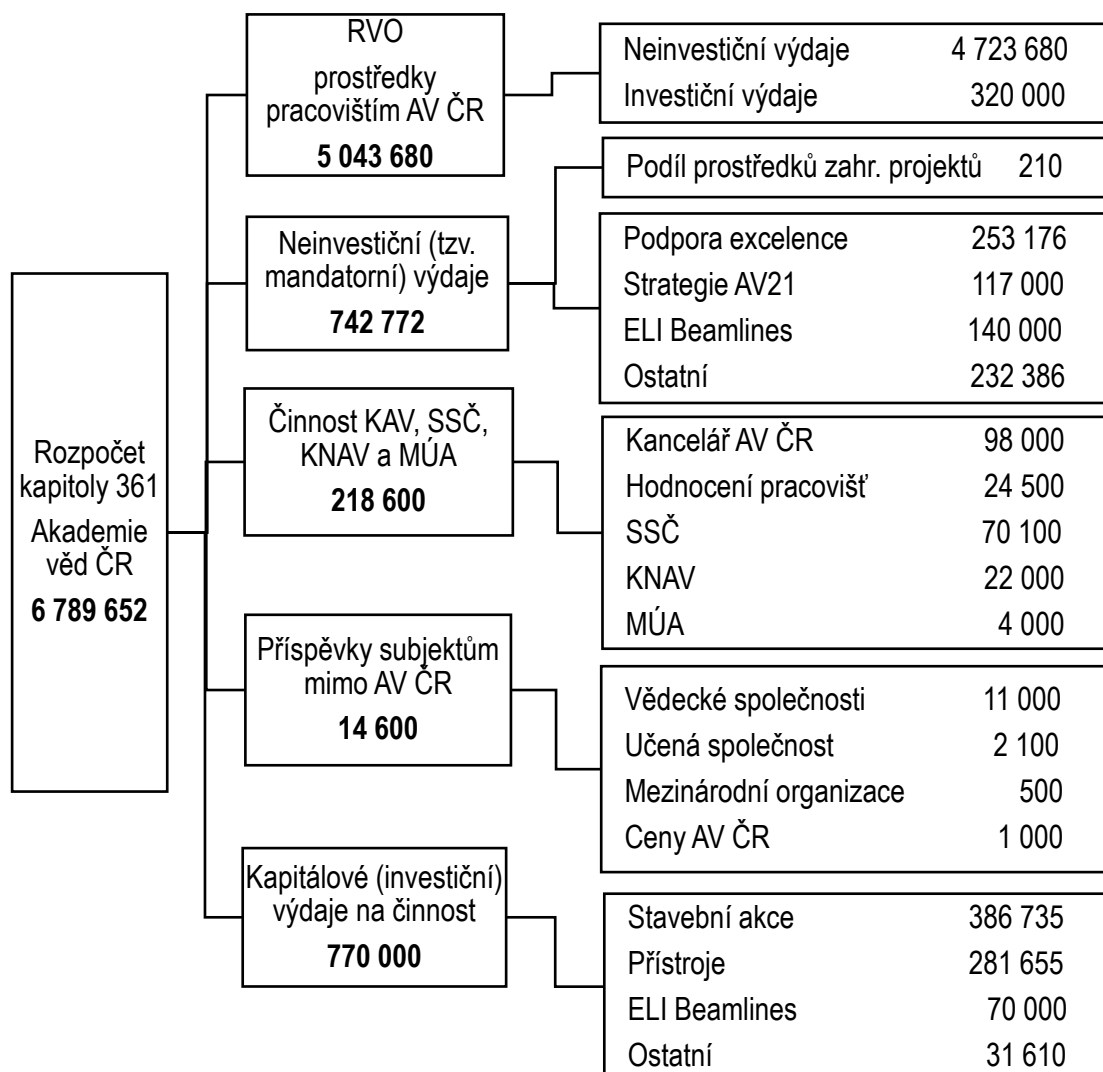 Rozpočet
kapitoly 361
Akademie
věd ČR
6 789 652
RVO
prostředky
pracovištím AV ČR
5 043 680
Neinvestiční výdaje 4 723 680
Investiční výdaje 320 000
Neinvestiční (tzv.
mandatorní) výdaje
742 772
Podíl prostředků zahr. projektů 210
Podpora excelence 253 176
Strategie AV21 117 000
ELI Beamlines 140 000
Ostatní 232 386
Činnost KAV, SSČ,
KNAV a MÚA
218 600
Kancelář AV ČR 98 000
Hodnocení pracovišť 24 500
SSČ 70 100
KNAV 22 000
MÚA 4 000
Příspěvky subjektům
mimo AV ČR
14 600
Vědecké společnosti 11 000
Učená společnost 2 100
Mezinárodní organizace 500
Ceny AV ČR 1 000
Kapitálové (investiční)
výdaje na činnost
770 000
Stavební akce 386 735
Přístroje 281 655
ELI Beamlines 70 000
Ostatní 31 610